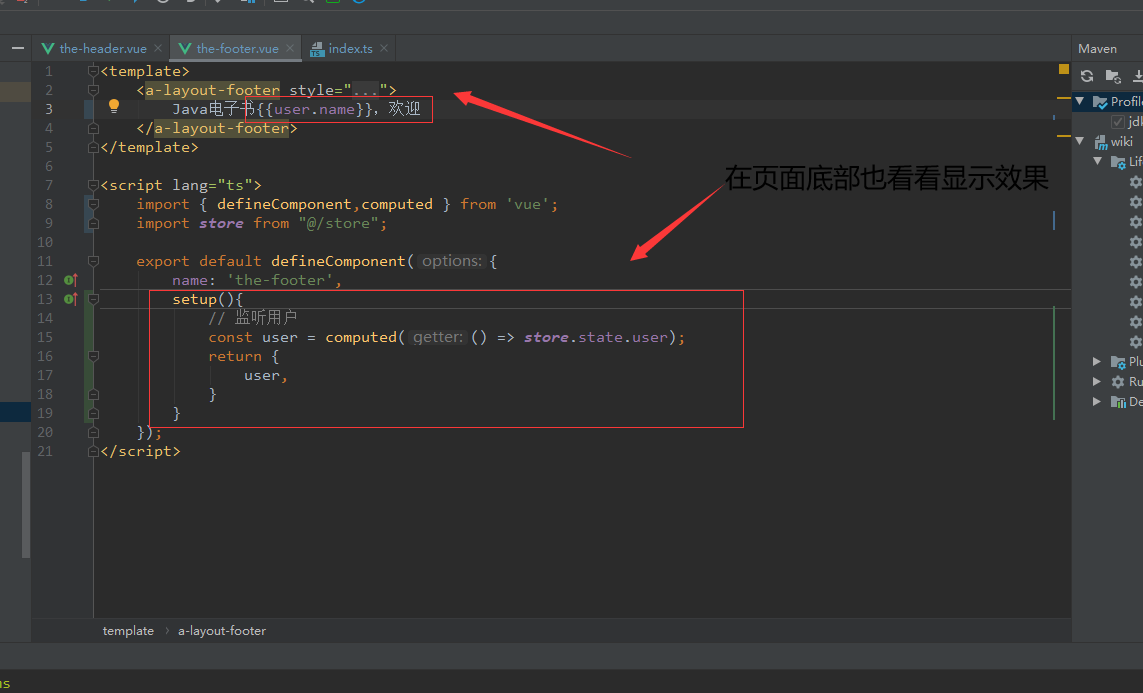 the-header.vue
the-footer.vue
index.ts
Maven
1 <template>
2 <a-layout-footer style="...">
3 Java电子书{{user.name}}，欢迎
4 </a-layout-footer>
5 </template>
6
7 <script lang="ts">
8 import { defineComponent,computed } from 'vue';
9 import store from "@/store";
10
11 export default defineComponent( options: {
12 name: 'the-footer',
13 setup(){
14 // 监听用户
15 const user = computed( getter: () => store.state.user);
16 return {
17 user,
18 }
19 }
20 });
21 </script>
在页面底部也看看显示效果
Profile
jdk
wiki
Lif
Plu
Ru
De
template › a-layout-footer